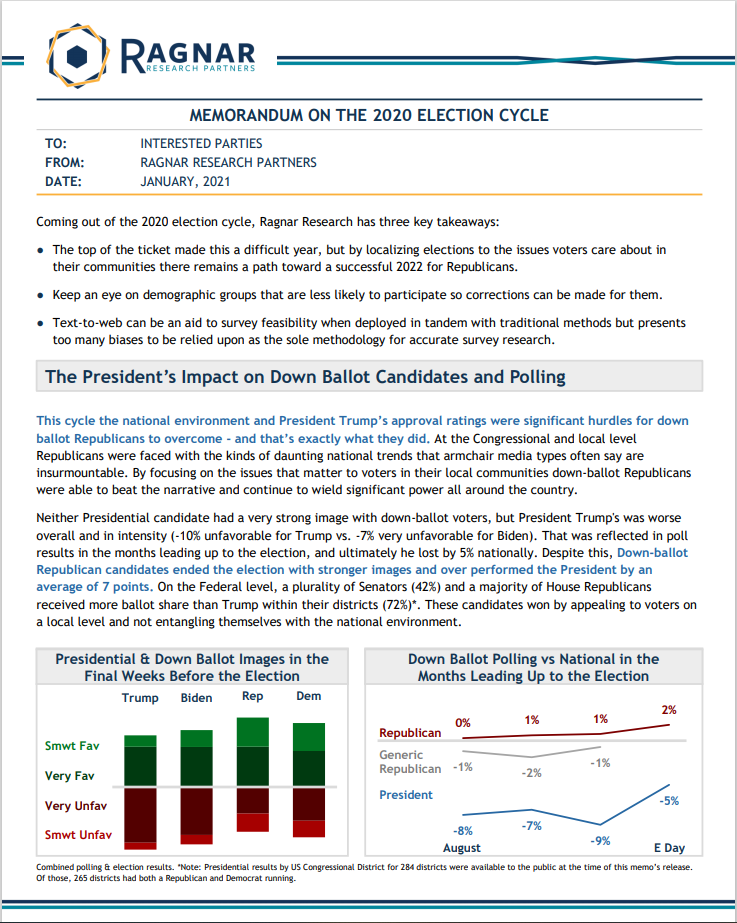 RAGNAR
RESEARCH PARTNERS
MEMORANDUM ON THE 2020 ELECTION CYCLE
TO: INTERESTED PARTIES
FROM: RAGNAR RESEARCH PARTNERS
DATE: JANUARY, 2021
Coming out of the 2020 election cycle, Ragnar Research has three key takeaways:
• The top of the ticket made this a difficult year, but by localizing elections to the issues voters care about in
their communities there remains a path toward a successful 2022 for Republicans.
• Keep an eye on demographic groups that are less likely to participate so corrections can be made for them.
• Text-to-web can be an aid to survey feasibility when deployed in tandem with traditional methods but presents
too many biases to be relied upon as the sole methodology for accurate survey research.
The President's Impact on Down Ballot Candidates and Polling
This cycle the national environment and President Trump's approval ratings were significant hurdles for down
ballot Republicans to overcome - and that's exactly what they did. At the Congressional and local level
Republicans were faced with the kinds of daunting national trends that armchair media types often say are
insurmountable. By focusing on the issues that matter to voters in their local communities down-ballot Republicans
were able to beat the narrative and continue to wield significant power all around the country.
Neither Presidential candidate had a very strong image with down-ballot voters, but President Trump's was worse
overall and in intensity (-10% unfavorable for Trump vs. -7% very unfavorable for Biden). That was reflected in poll
results in the months leading up to the election, and ultimately he lost by 5% nationally. Despite this, Down-ballot
Republican candidates ended the election with stronger images and over performed the President by an
average of 7 points. On the Federal level, a plurality of Senators (42%) and a majority of House Republicans
received more ballot share than Trump within their districts (72%)*. These candidates won by appealing to voters on
a local level and not entangling themselves with the national environment.
Presidential & Down Ballot Images in the
Final Weeks Before the Election
Trump Biden Rep Dem
Smwt Fav
Very Fav
Very Unfav
Smwt Unfav
Down Ballot Polling vs National in the
Months Leading Up to the Election
0% 1% 1% 2%
Republican
Generic
Republican
-1% -2% -1%
President
-8% -7% -9% -5%
August E Day
Combined polling & election results. *Note: Presidential results by US Congressional District for 284 districts were available to the public at the time of this memo's release.
Of those, 265 districts had both a Republican and Democrat running.